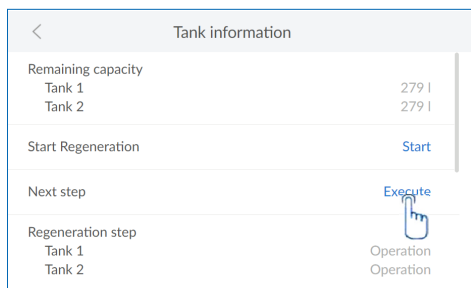 Tank information
Remaining capacity
Tank 1 279 l
Tank 2 279 l
Start Regeneration Start
Next step Execute
Regeneration step
Tank 1 Operation
Tank 2 Operation